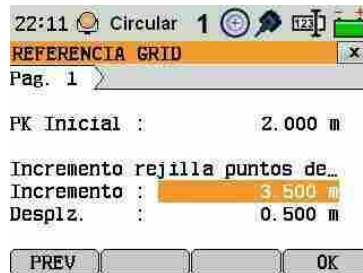 22:11 Circular 1 123
REFERENCIA GRID x
Pag. 1
PK Inicial : 2.000 m
Incremento rejilla puntos de…
Incremento : 3.500 m
Desplz. : 0.500 m
PREV OK